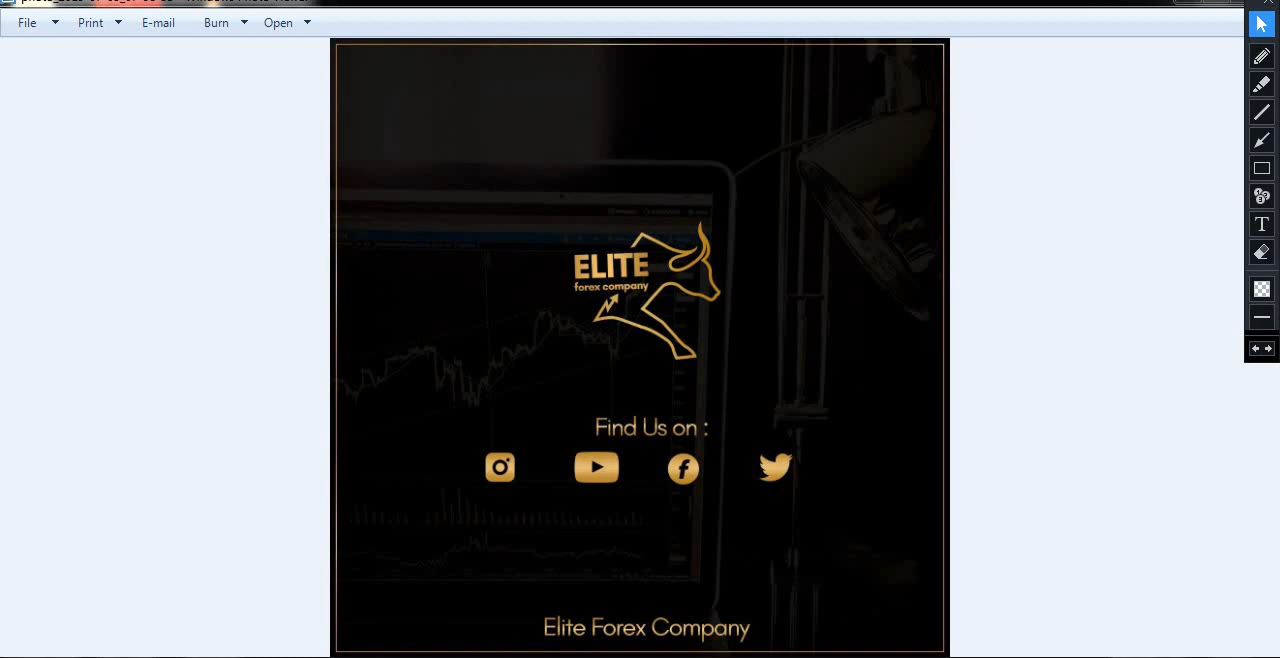 File Print E-mail Burn Open
ELITE
forex company
Find Us on :
Elite Forex Company